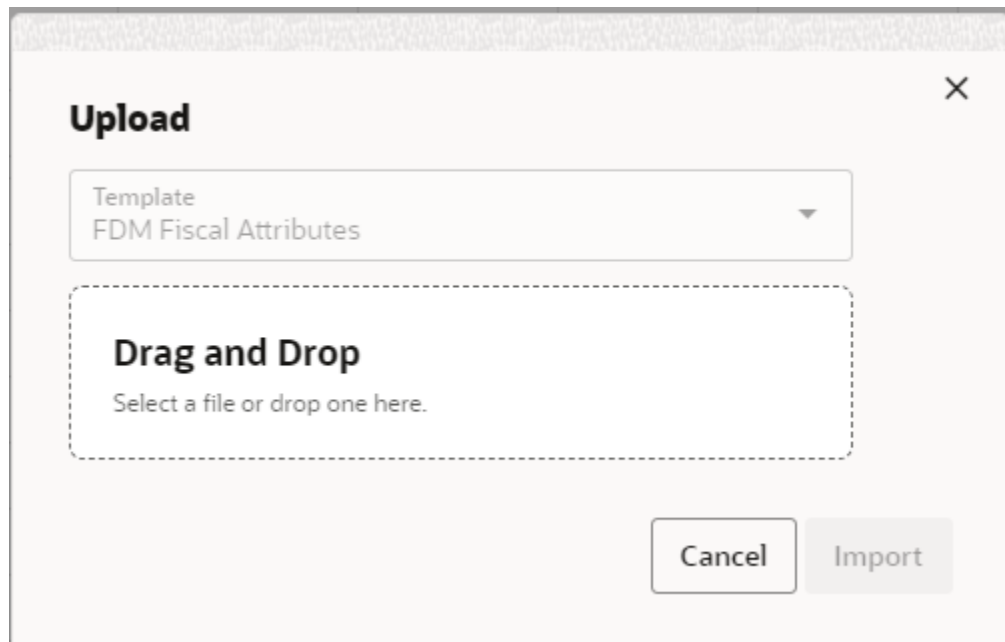 Upload
Template
FDM Fiscal Attributes
Drag and Drop
Select a file or drop one here.
Cancel Import